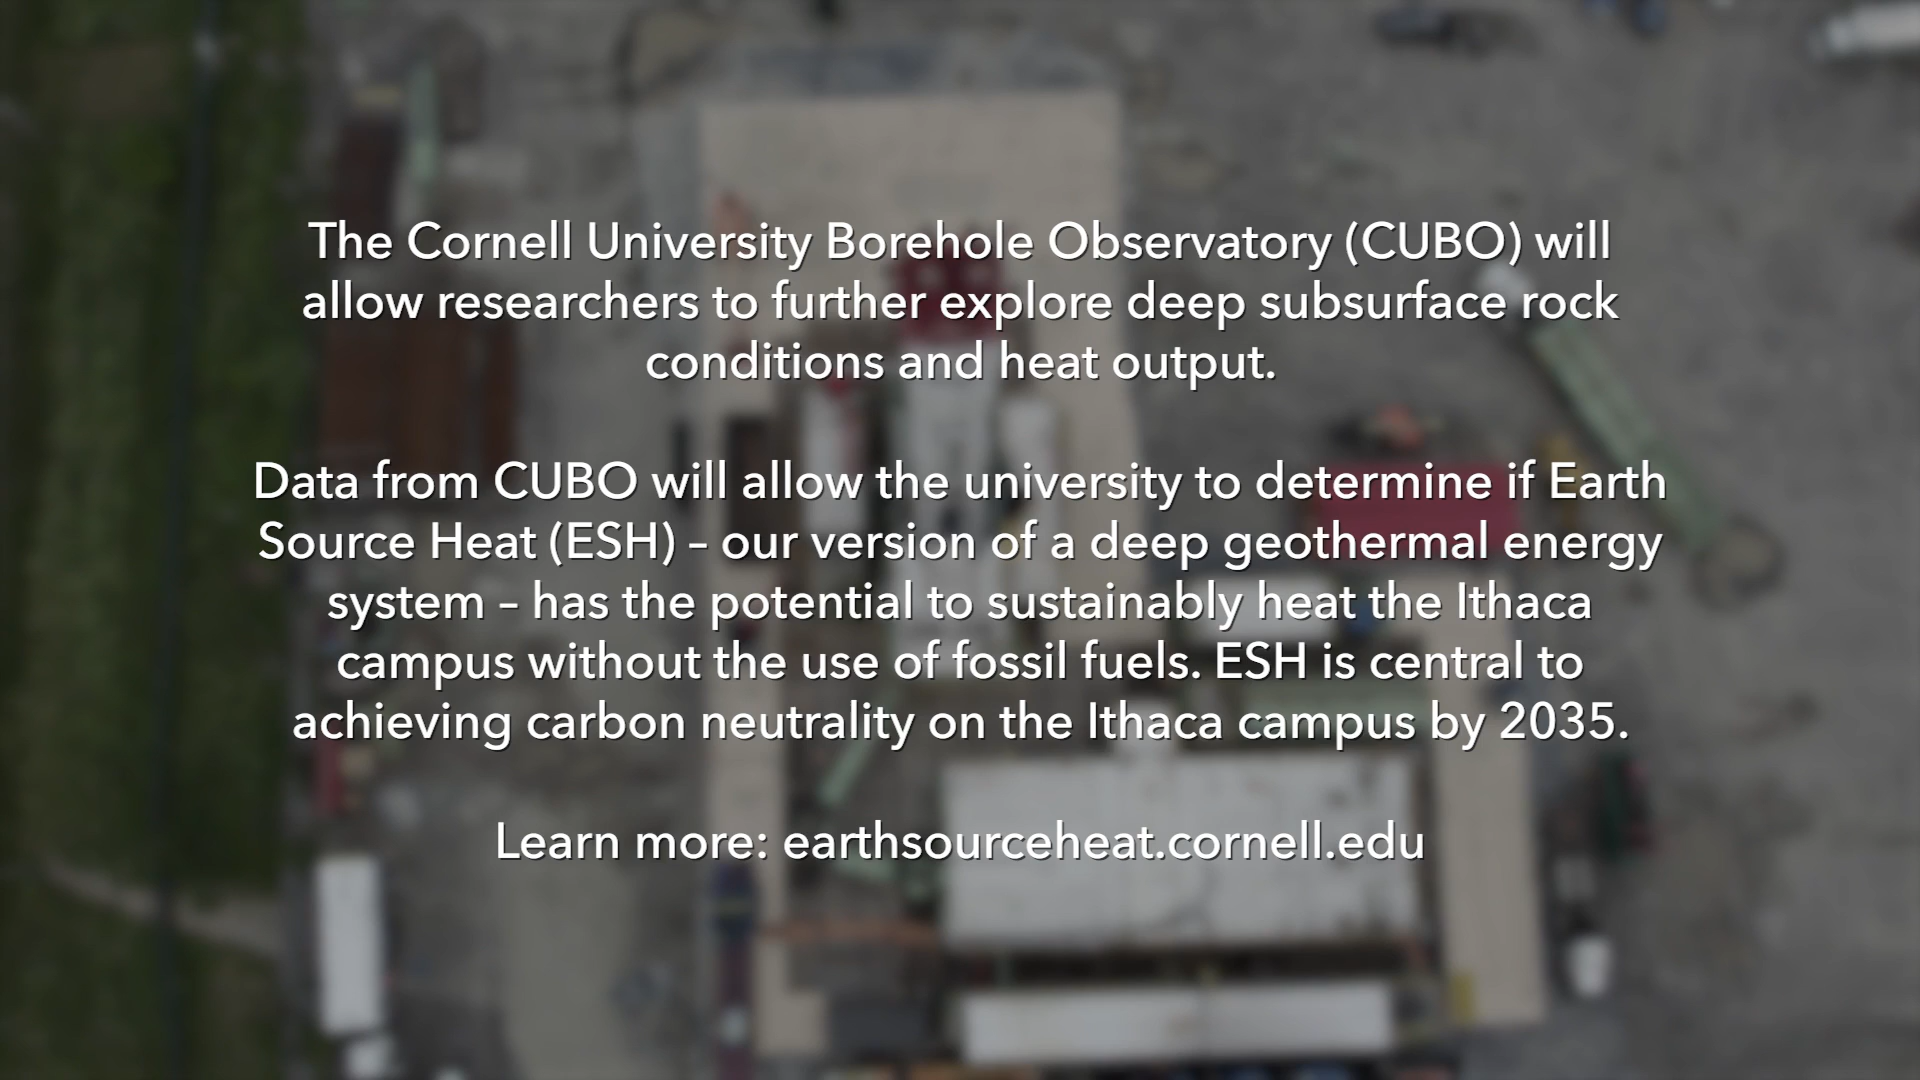 The Cornell University Borehole Observatory (CUBO) will
allow researchers to further explore deep subsurface rock
conditions and heat output.
Data from CUBO will allow the university to determine if Earth
Source Heat (ESH) – our version of a deep geothermal energy
system – has the potential to sustainably heat the Ithaca
campus without the use of fossil fuels. ESH is central to
achieving carbon neutrality on the Ithaca campus by 2035.
Learn more: earthsourceheat.cornell.edu